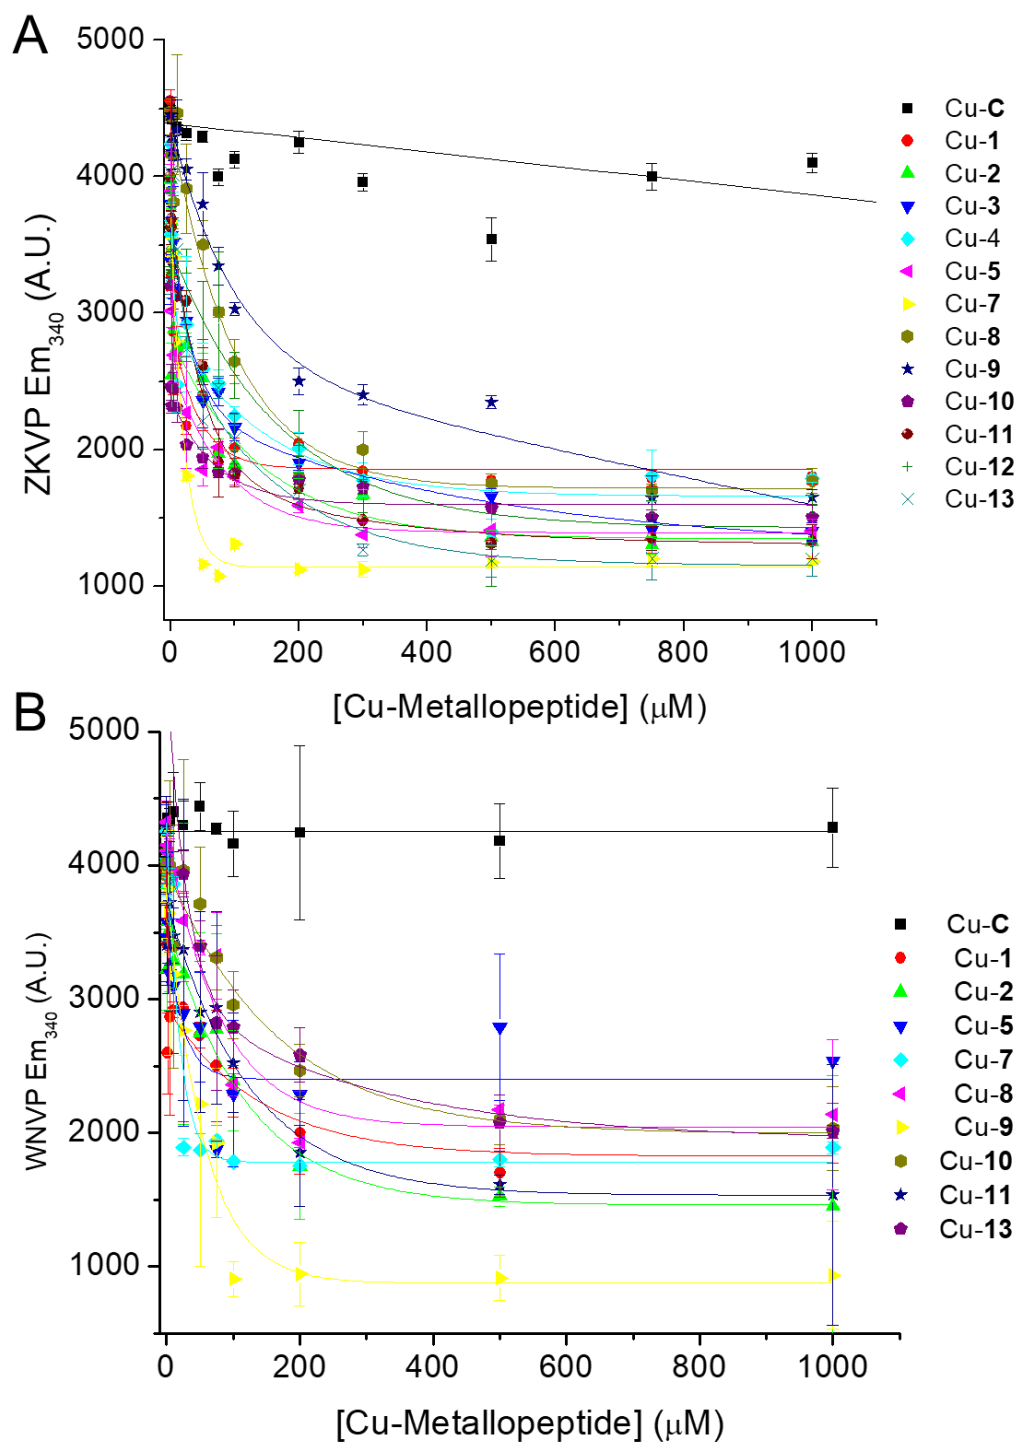 A
5000
4000
3000
2000
1000
ZKVP Em340 (A.U.)
0 200 400 600 800 1000
[Cu-Metallopeptide] (μM)
Cu-C
Cu-1
Cu-2
Cu-3
Cu-4
Cu-5
Cu-7
Cu-8
Cu-9
Cu-10
Cu-11
Cu-12
Cu-13
B
5000
4000
3000
2000
1000
WNVP Em340 (A.U.)
0 200 400 600 800 1000
[Cu-Metallopeptide] (μM)
Cu-C
Cu-1
Cu-2
Cu-5
Cu-7
Cu-8
Cu-9
Cu-10
Cu-11
Cu-13